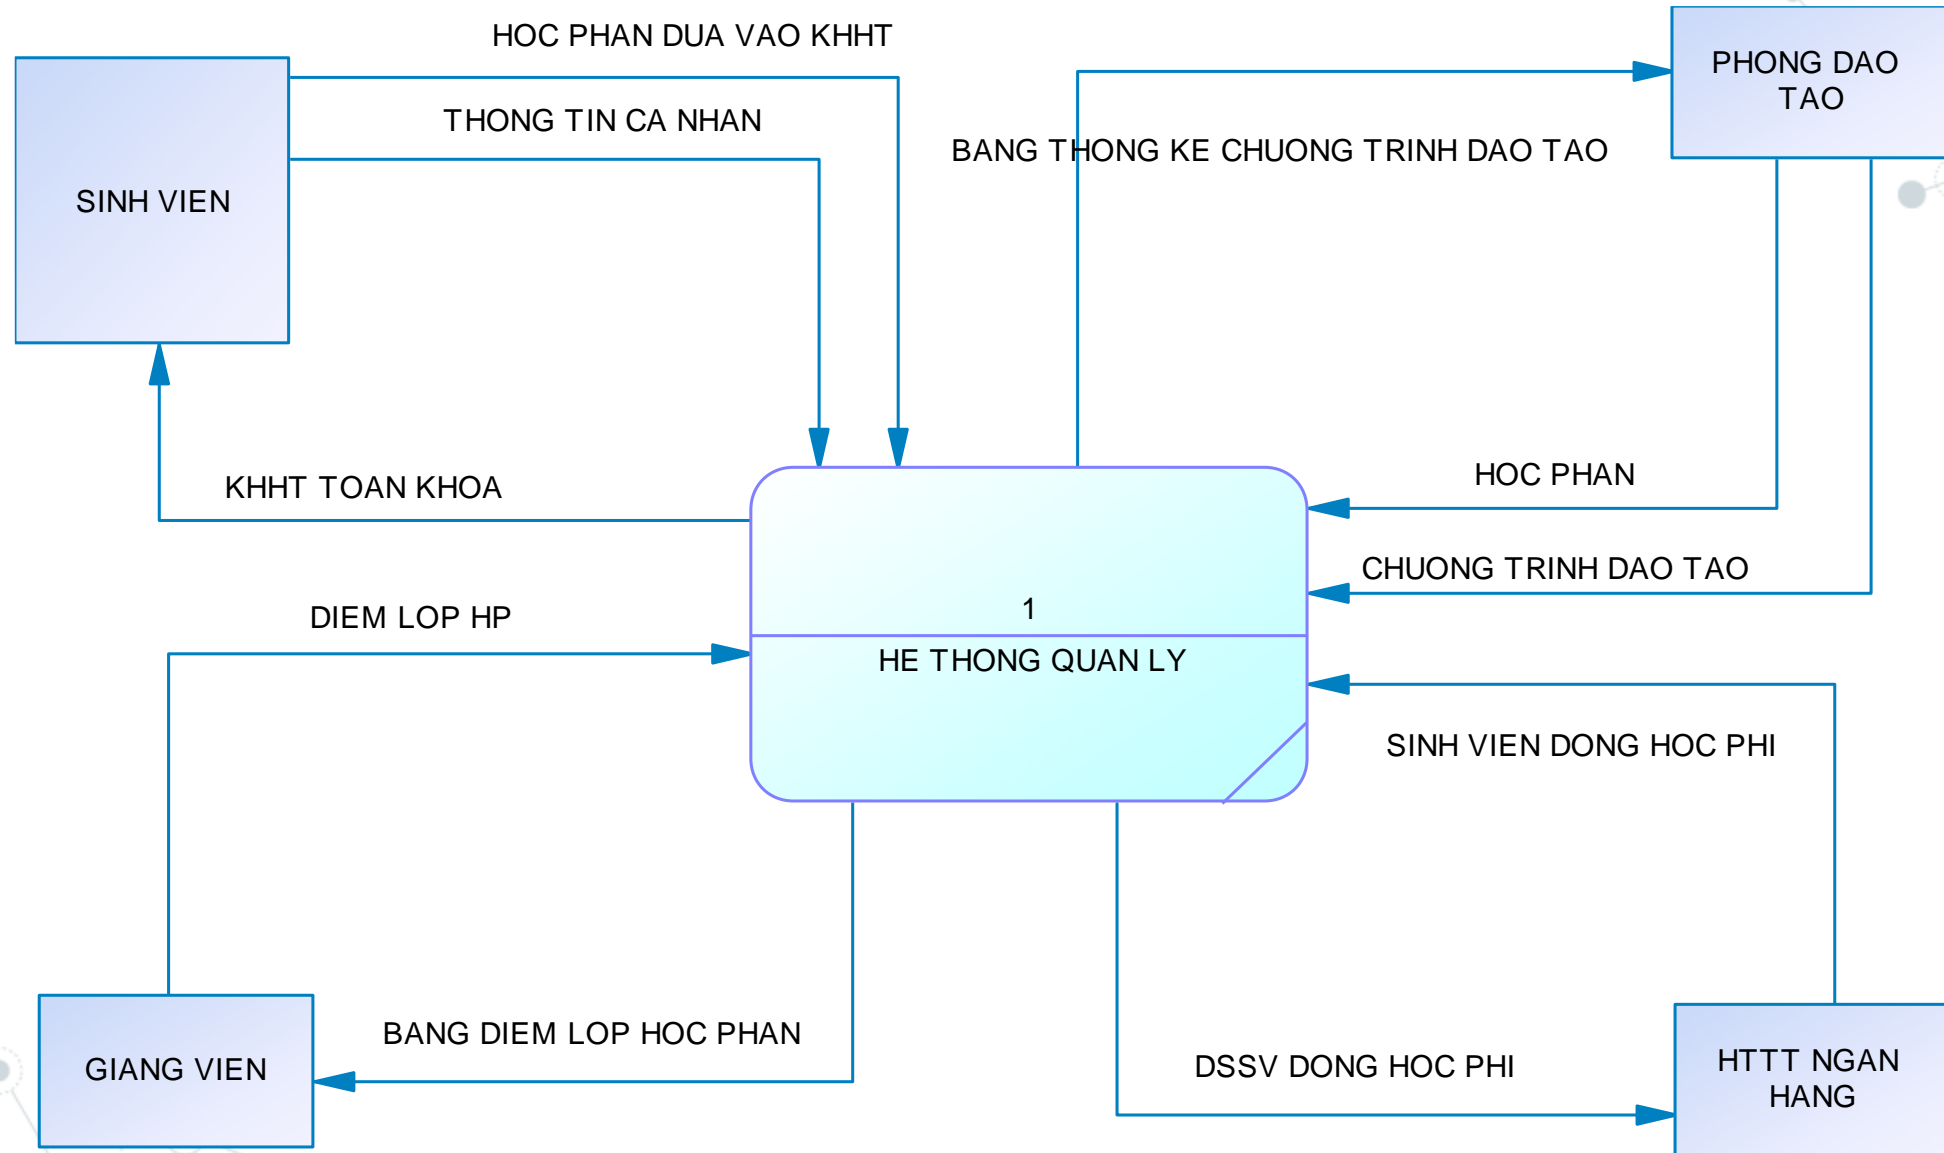 HOC PHAN DUA VAO KHHT
PHONG DAO
TAO
THONG TIN CA NHAN
BANG THONG KE CHUONG TRINH DAO TAO
SINH VIEN
KHHT TOAN KHOA
HOC PHAN
CHUONG TRINH DAO TAO
DIEM LOP HP
1
HE THONG QUAN LY
SINH VIEN DONG HOC PHI
BANG DIEM LOP HOC PHAN
GIANG VIEN
DSSV DONG HOC PHI
HTTT NGAN
HANG